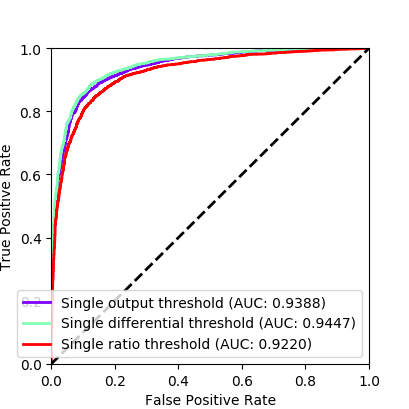 1.0
0.8
0.6
0.4
0.2
0.0
True Positive Rate
Single output threshold (AUC: 0.9388)
Single differential threshold (AUC: 0.9447)
Single ratio threshold (AUC: 0.9220)
0.0 0.2 0.4 0.6 0.8 1.0
False Positive Rate